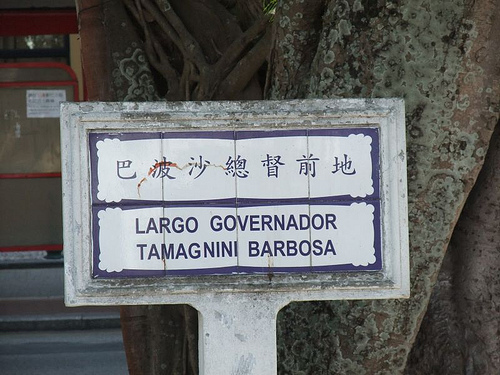 巴波沙總督前地
LARGO GOVERNADOR
TAMAGNINI BARBOSA